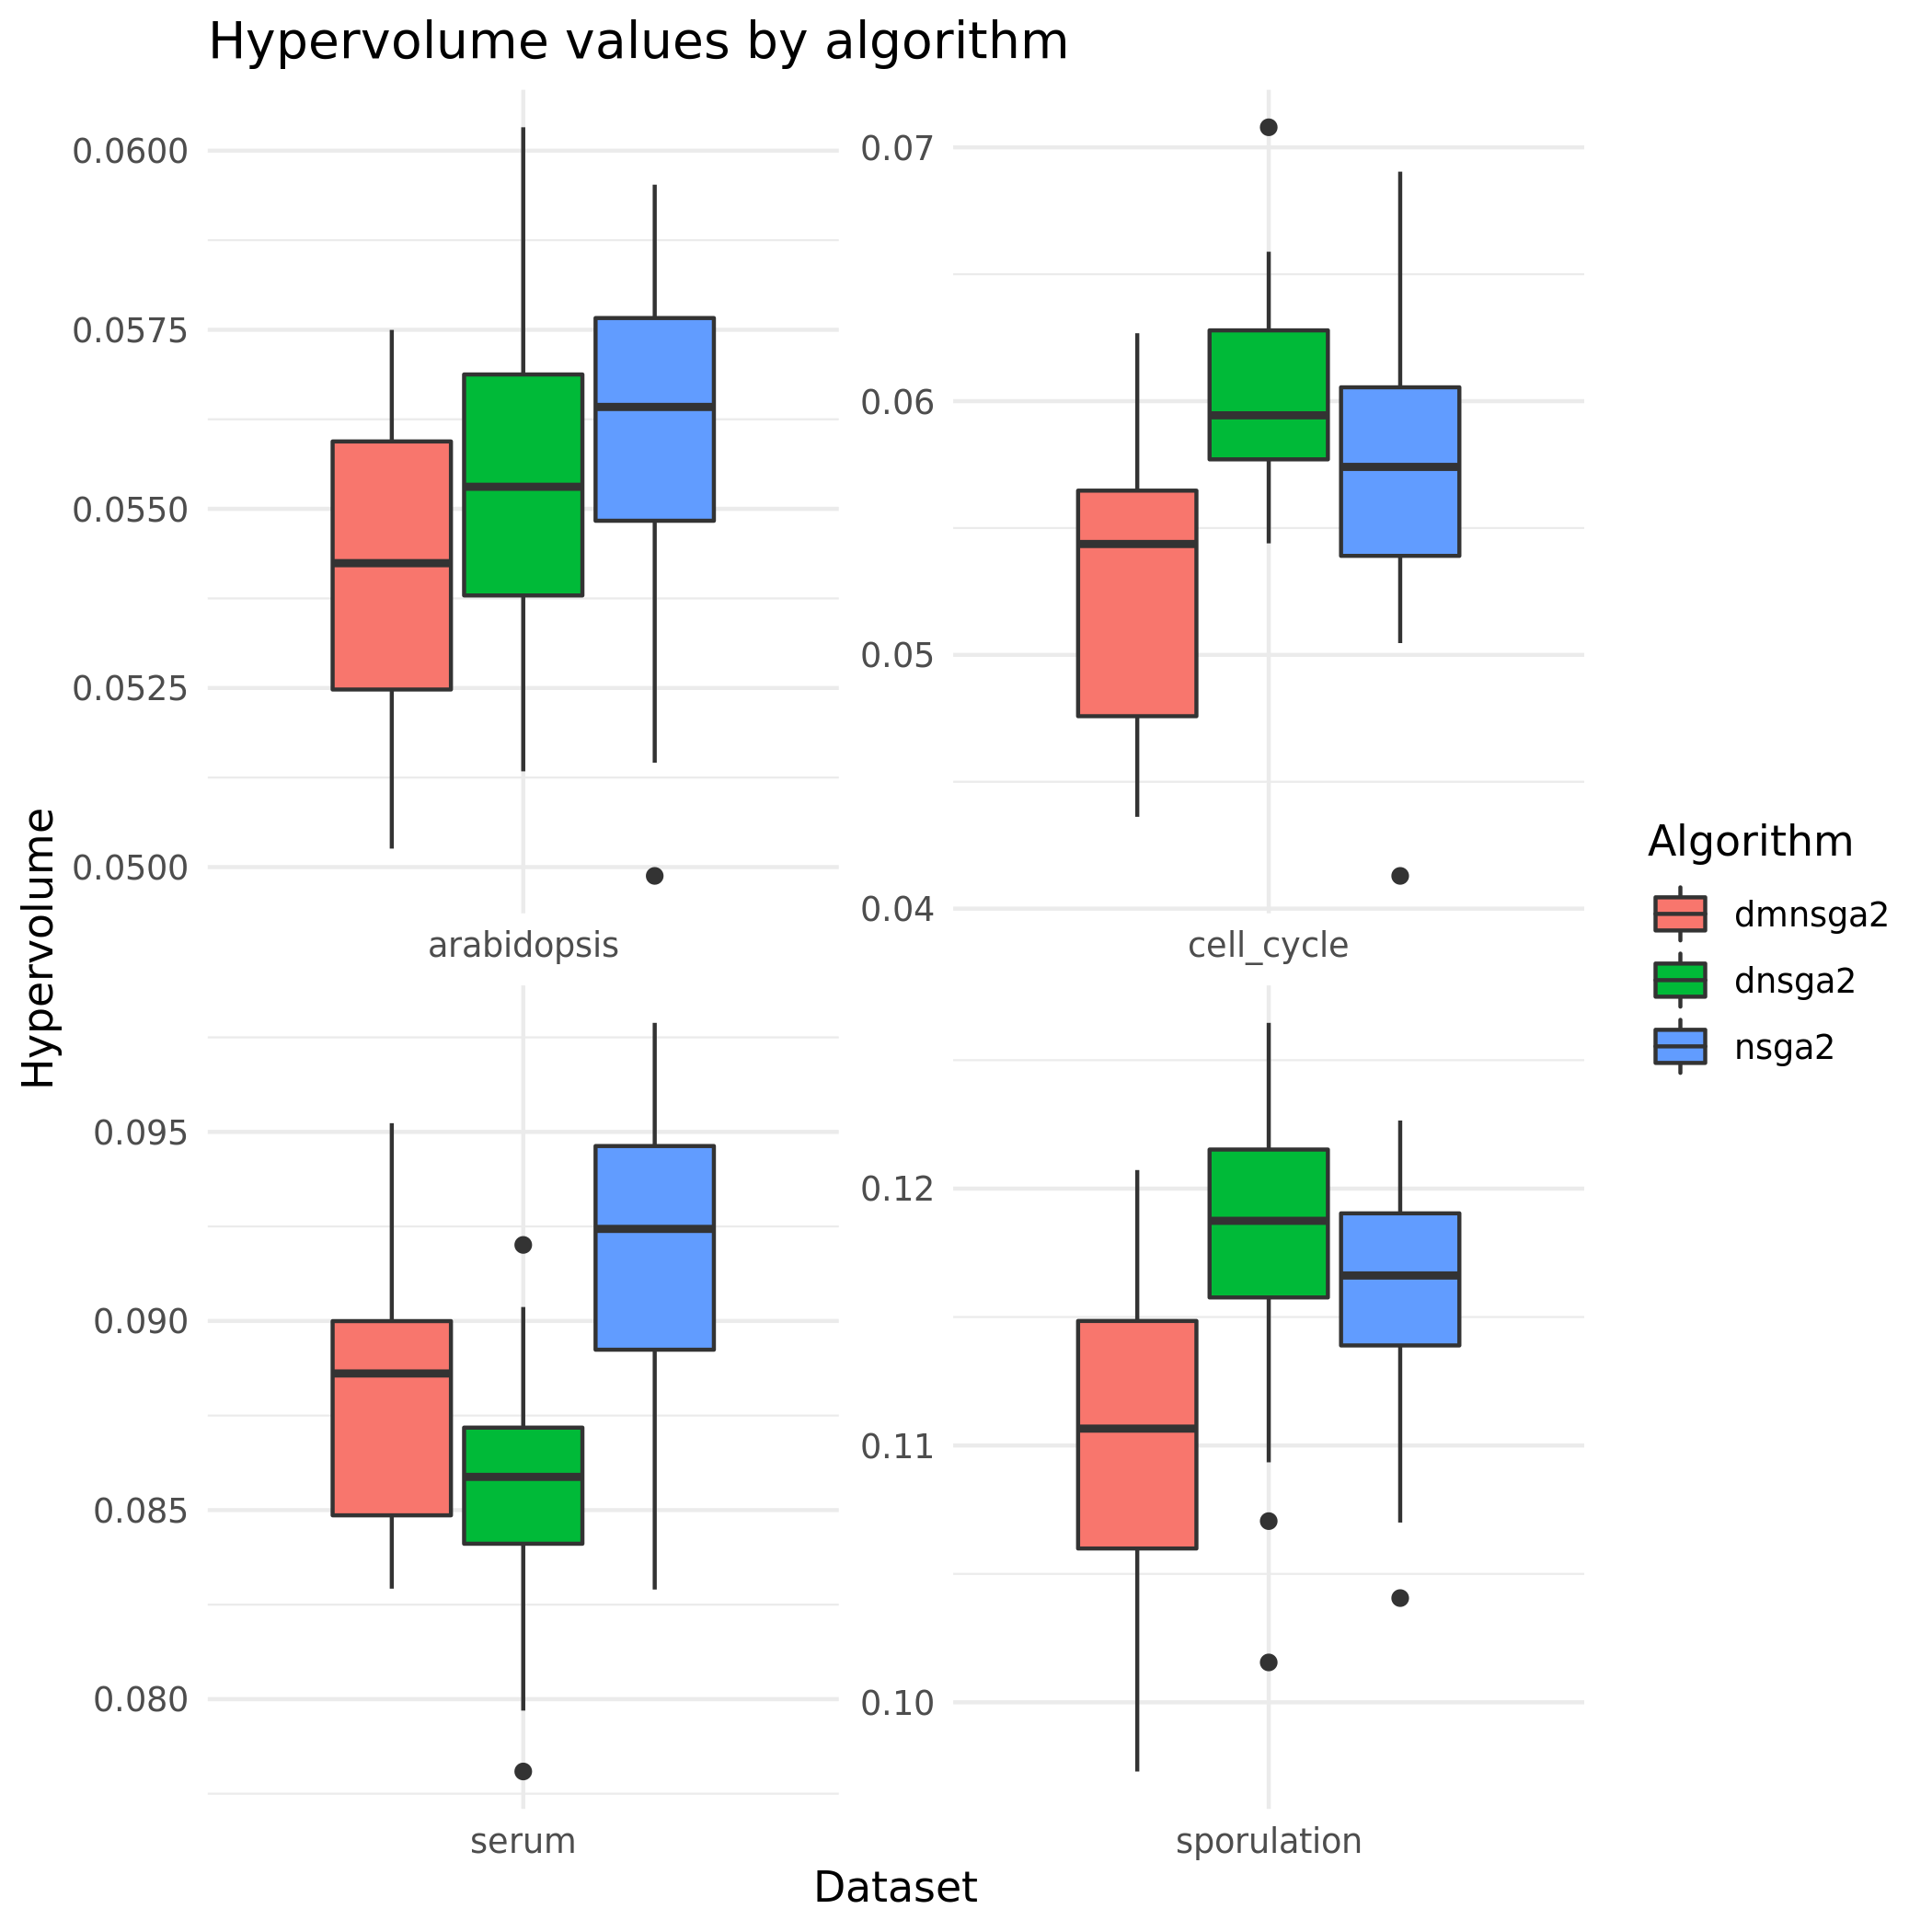 Hypervolume values by algorithm
Hypervolume
0.0600
0.0575
0.0550
0.0525
0.0500
arabidopsis
0.07
0.06
0.05
0.04
cell_cycle
0.095
0.090
0.085
0.080
serum
0.12
0.11
0.10
sporulation
Dataset
Algorithm
dmnsga2
dnsga2
nsga2